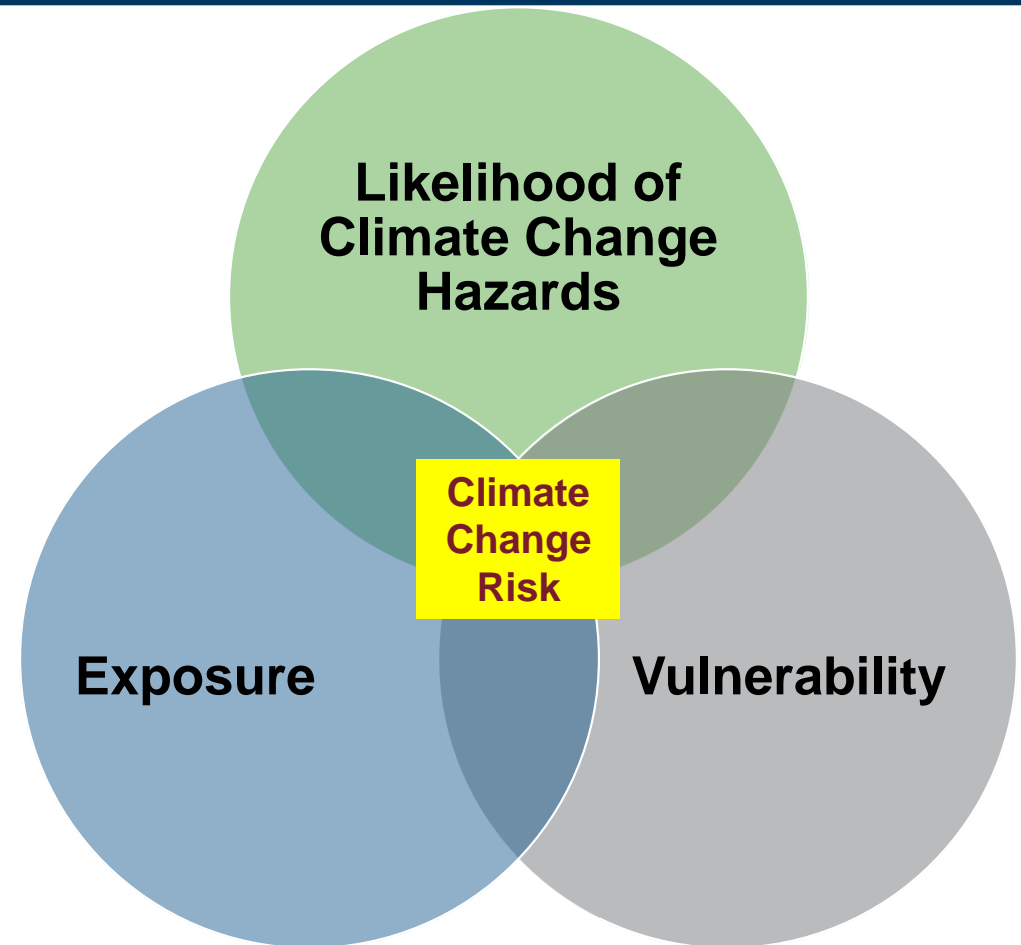 Likelihood of
Climate Change
Hazards
Climate
Change
Risk
Exposure
Vulnerability